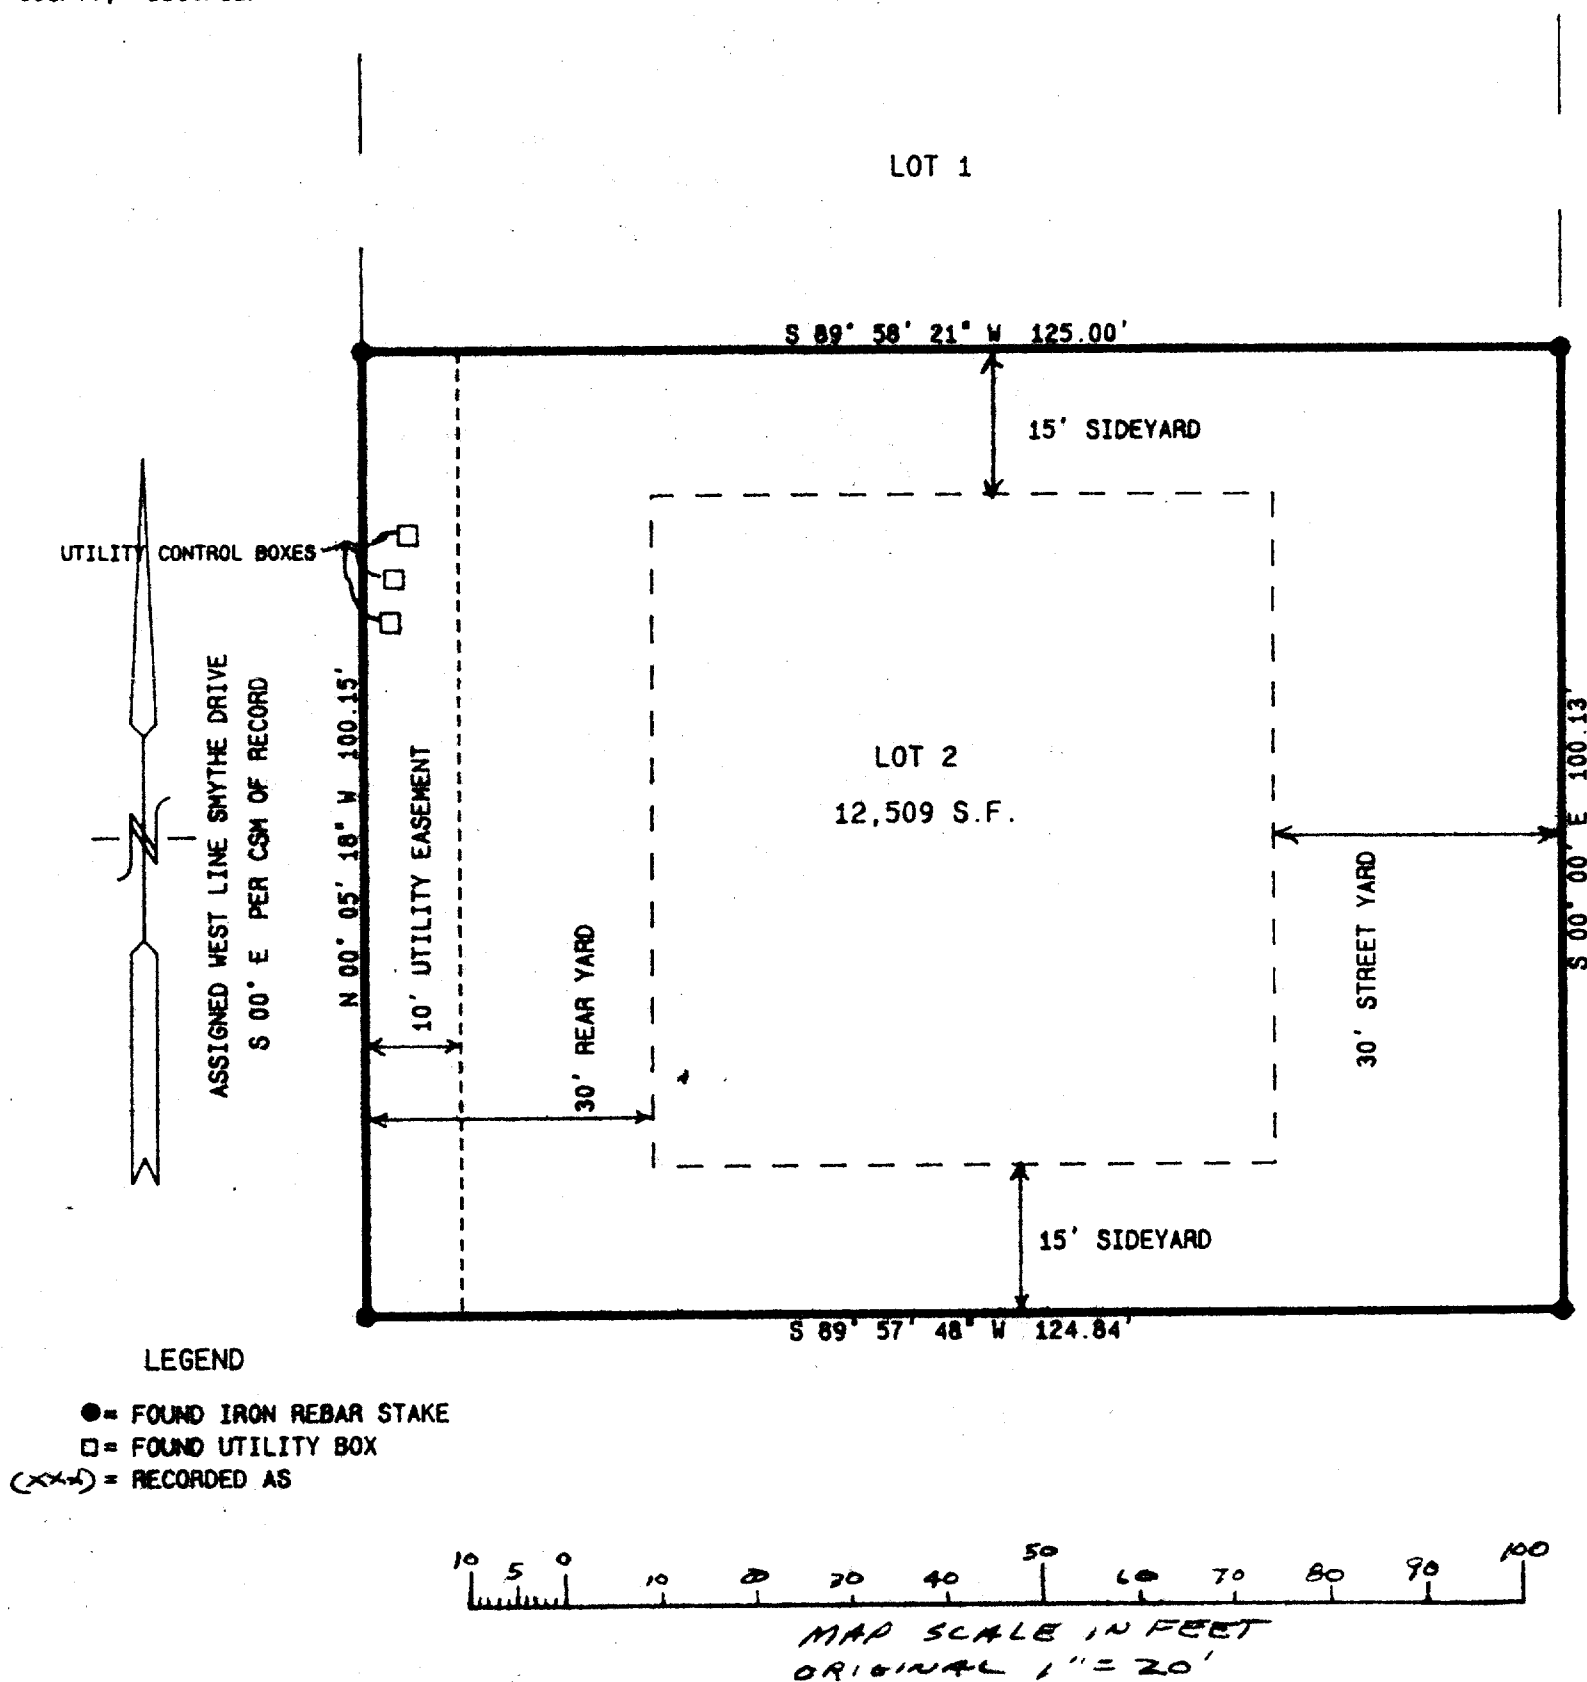 LOT 1
S 89° 58' 21" W 125.00'
15' SIDEYARD
UTILITY CONTROL BOXES
ASSIGNED WEST LINE SMYTHE DRIVE
S 00° E PER CSM OF RECORD
N 00° 05' 18" W 100.15'
10' UTILITY EASEMENT
30' REAR YARD
LOT 2
12,509 S.F.
30' STREET YARD
S 00° 00' E 100.13'
N
15' SIDEYARD
S 89° 57' 48" W 124.84'
LEGEND
●= FOUND IRON REBAR STAKE
□= FOUND UTILITY BOX
(XXX) = RECORDED AS
10 5 0 10 20 30 40 50 60 70 80 90 100
MAP SCALE IN FEET
ORIGINAL 1" = 20'